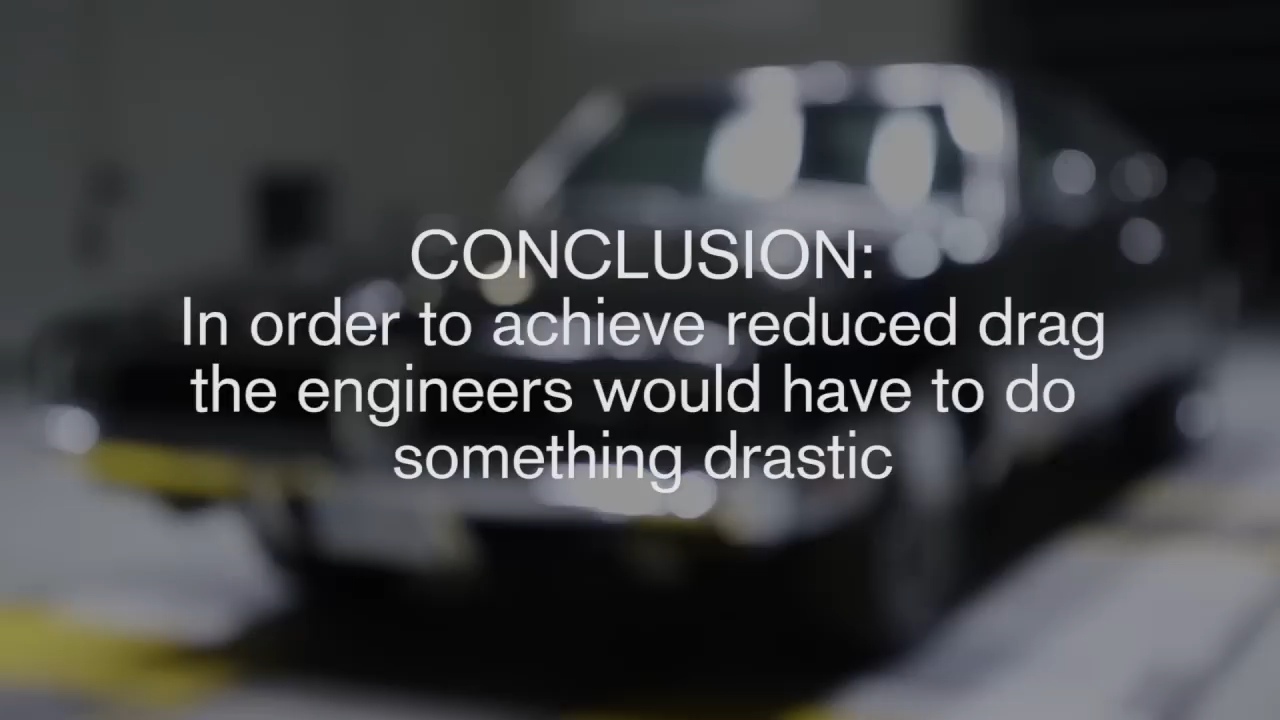 CONCLUSION:
In order to achieve reduced drag
the engineers would have to do
something drastic